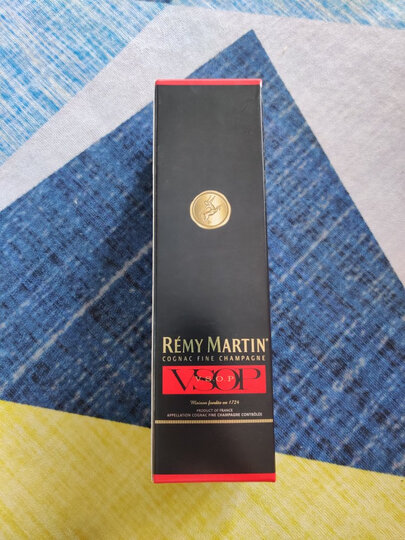 RÉMY MARTIN®
COGNAC FINE CHAMPAGNE
VSOP
V.S.O.P
Maison fondée en 1724
PRODUCT OF FRANCE
APPELLATION COGNAC FINE CHAMPAGNE CONTRÔLÉE